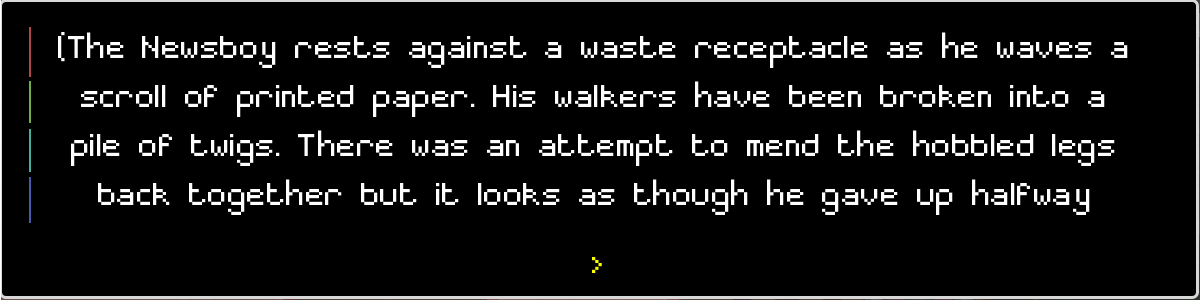 (The Newsboy rests against a waste receptacle as he waves a
scroll of printed paper. His walkers have been broken into a
pile of twigs. There was an attempt to mend the hobbled legs
back together but it looks as though he gave up halfway
>